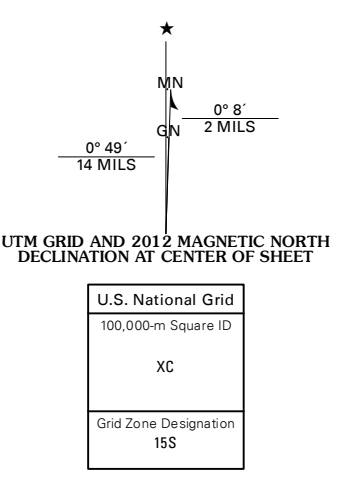 ★
MN
0° 8´
GN
2 MILS
0° 49´
14 MILS
UTM GRID AND 2012 MAGNETIC NORTH
DECLINATION AT CENTER OF SHEET
U.S. National Grid
100,000-m Square ID
XC
Grid Zone Designation
15S